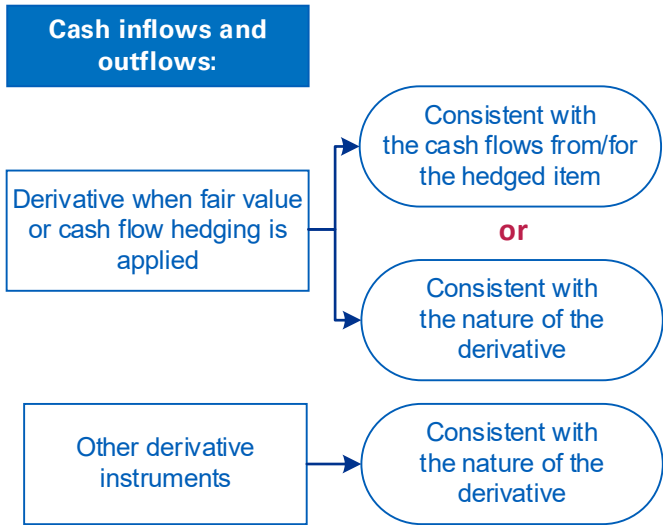 Cash inflows and
outflows:
Derivative when fair value
or cash flow hedging is
applied
Consistent with
the cash flows from/for
the hedged item
or
Consistent with
the nature of the
derivative
Other derivative
instruments
Consistent with
the nature of the
derivative